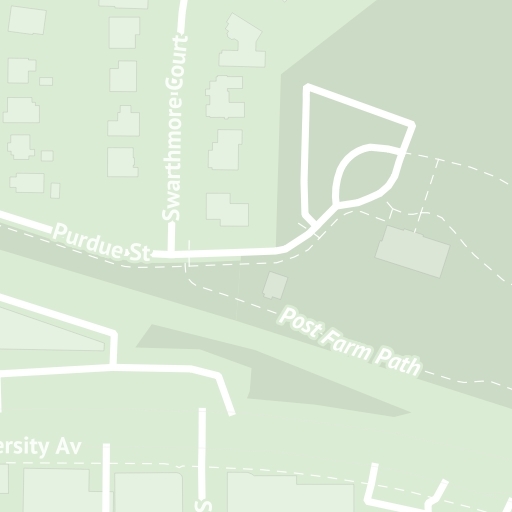 Swarthmore Court
Purdue St
Post Farm Path
ersity Av
S